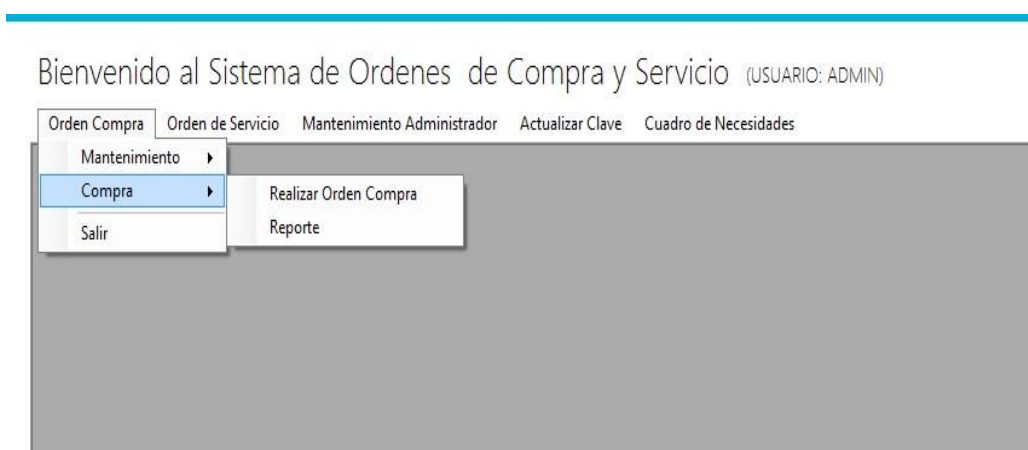 Bienvenido al Sistema de Ordenes de Compra y Servicio (USUARIO: ADMIN)
Orden Compra Orden de Servicio Mantenimiento Administrador Actualizar Clave Cuadro de Necesidades
Mantenimiento
Compra
Realizar Orden Compra
Reporte
Salir